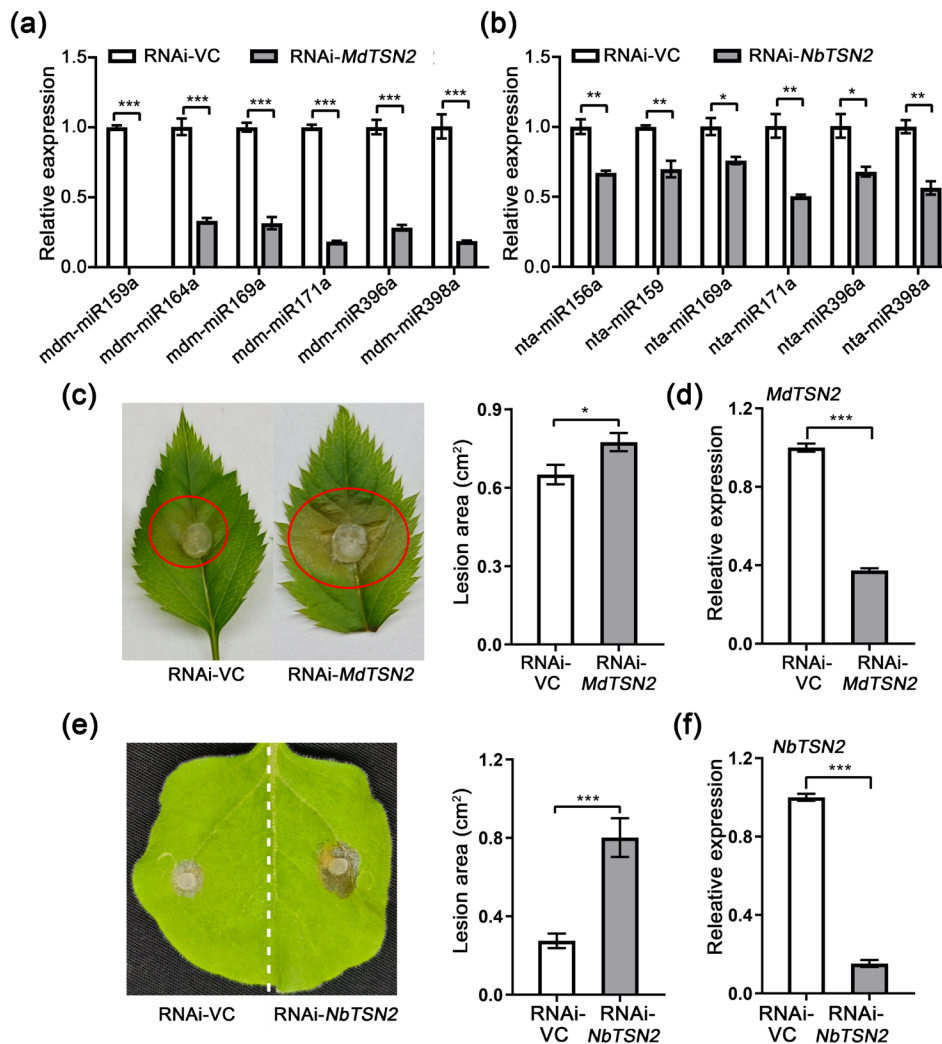 (a)
RNAi-VC RNAi-MdTSN2
Relative eaxpression
1.5
1.0
0.5
0.0
*** *** *** *** *** ***
mdm-miR159a
mdm-miR164a
mdm-miR169a
mdm-miR171a
mdm-miR396a
mdm-miR398a
(b)
RNAi-VC RNAi-NbTSN2
Relative eaxpression
1.5
1.0
0.5
0.0
** ** * ** * **
nta-miR156a
nta-miR159
nta-miR169a
nta-miR171a
nta-miR396a
nta-miR398a
(c)
RNAi-VC RNAi-MdTSN2
Lesion area (cm²)
0.9
0.6
0.3
0.0
*
RNAi-VC
RNAi-MdTSN2
(d)
MdTSN2
Releative expression
1.2
0.8
0.4
0.0
***
RNAi-VC
RNAi-MdTSN2
(e)
RNAi-VC RNAi-NbTSN2
Lesion area (cm²)
1.2
0.8
0.4
0.0
***
RNAi-VC
RNAi-NbTSN2
(f)
NbTSN2
Releative expression
1.2
0.8
0.4
0.0
***
RNAi-VC
RNAi-NbTSN2